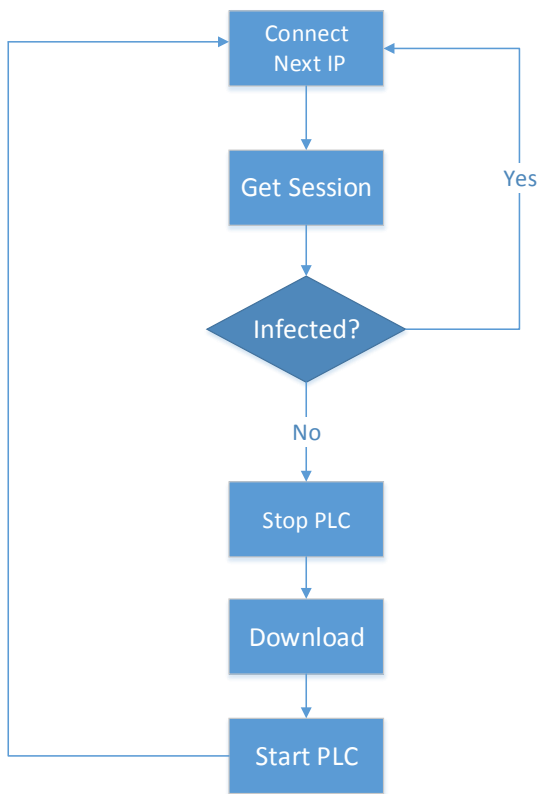 Connect
Next IP
Get Session
Yes
Infected?
No
Stop PLC
Download
Start PLC